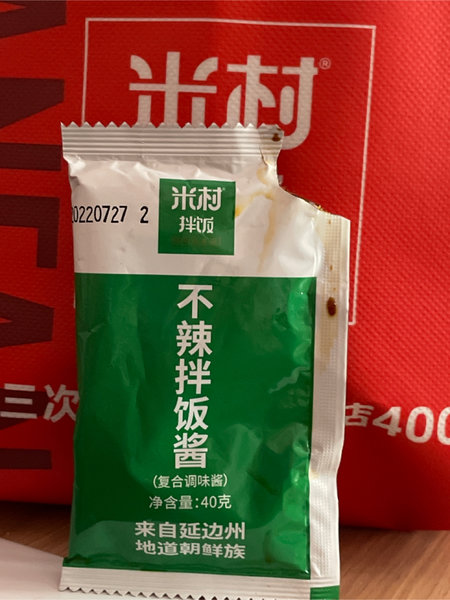 米村®
20220727 2
米村
拌饭
不辣拌饭酱
(复合调味酱)
净含量:40克
来自延边州
地道朝鲜族
三次
店400